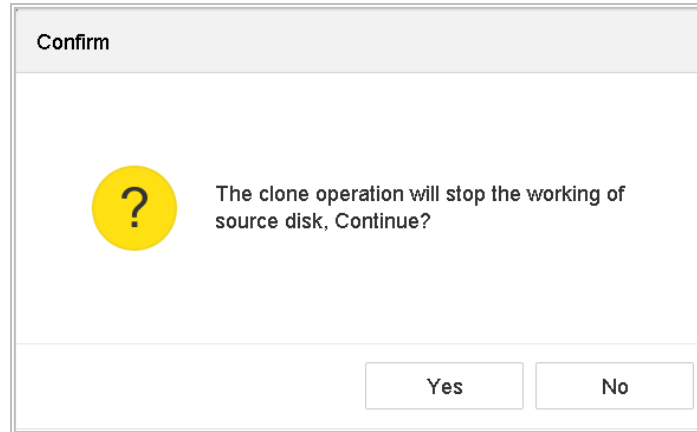 Confirm
?
The clone operation will stop the working of
source disk, Continue?
Yes No